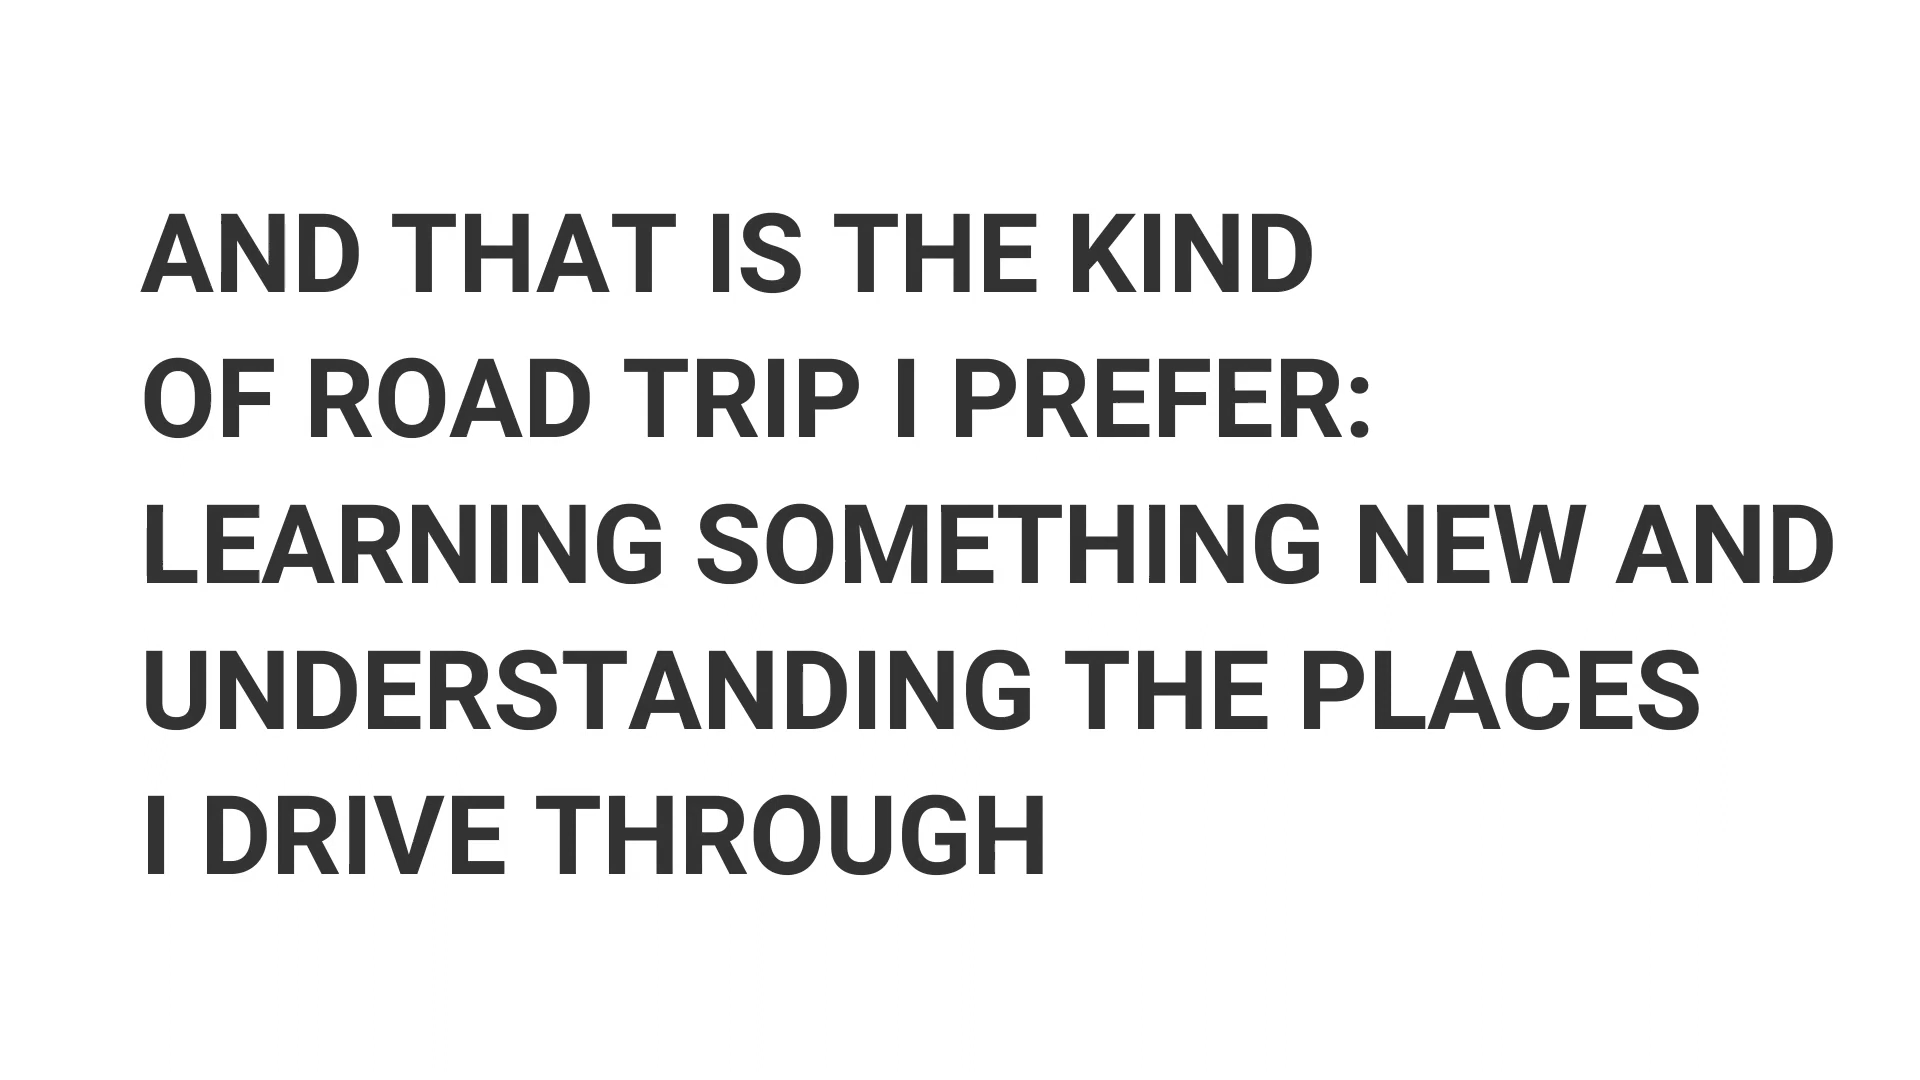 AND THAT IS THE KIND
OF ROAD TRIP I PREFER:
LEARNING SOMETHING NEW AND
UNDERSTANDING THE PLACES
I DRIVE THROUGH